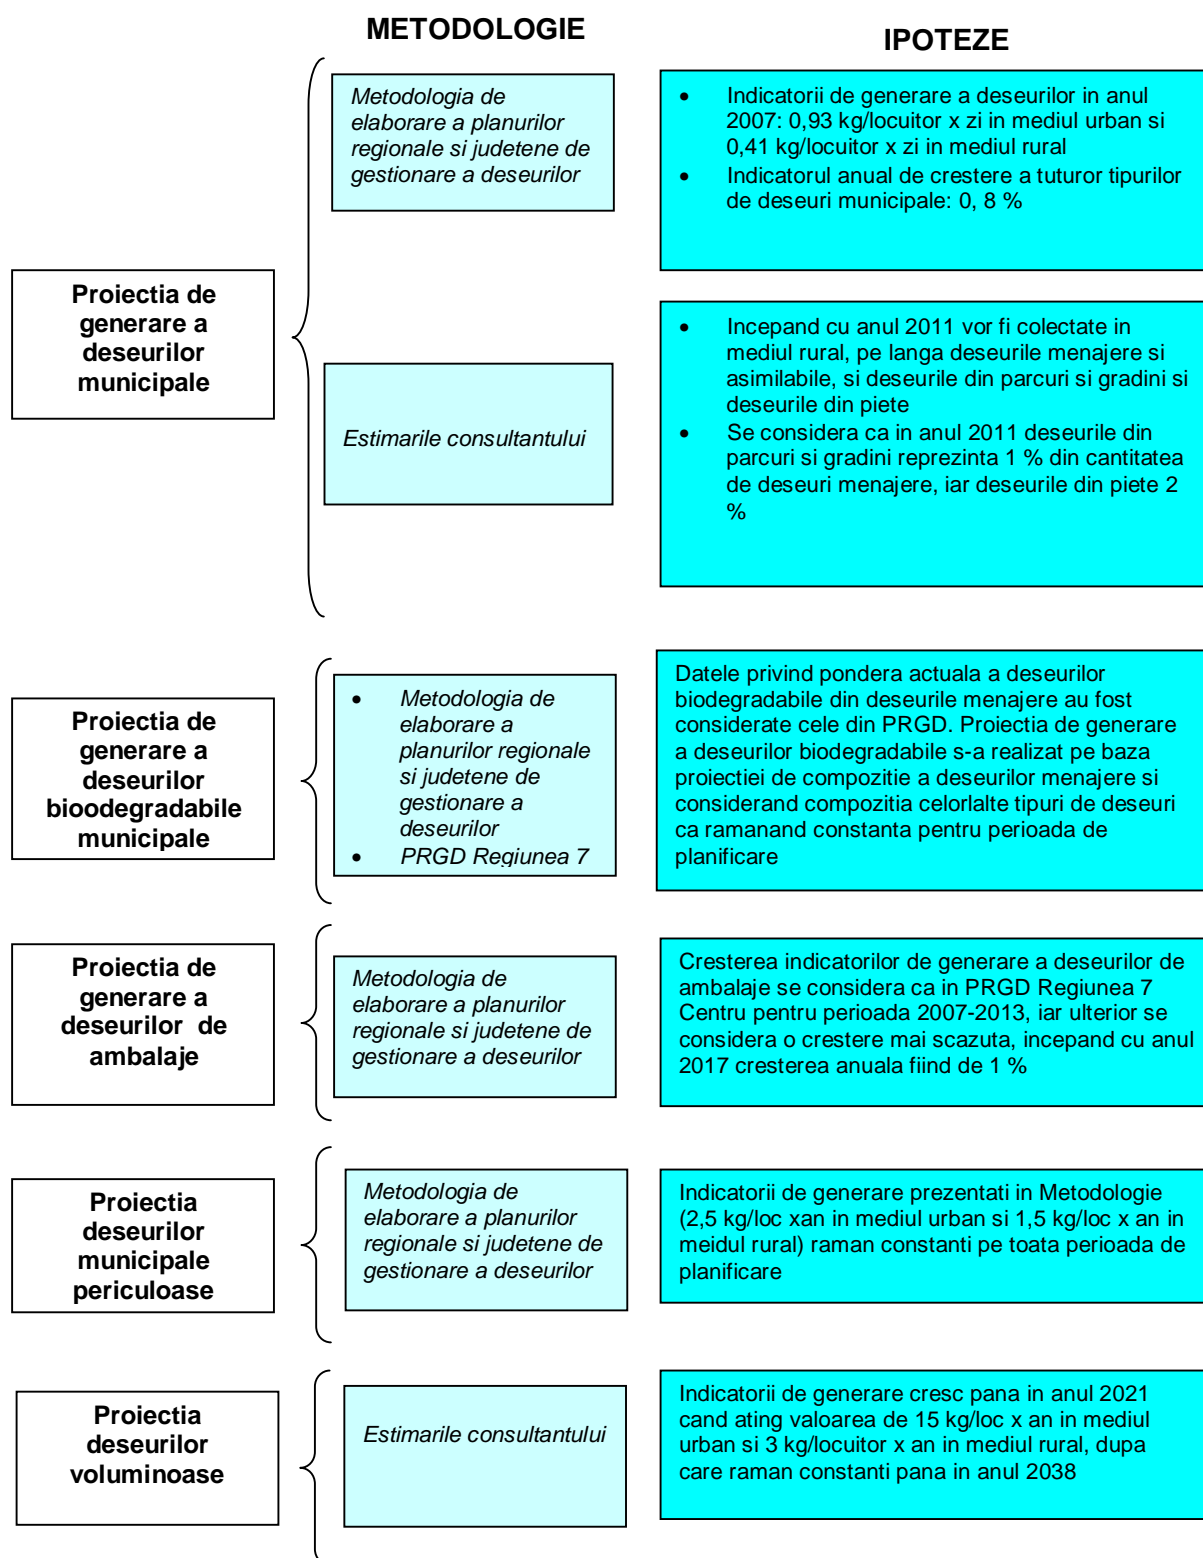 METODOLOGIE
IPOTEZE
Proiectia de
generare a
deseurilor
municipale
Metodologia de
elaborare a planurilor
regionale si judetene de
gestionare a deseurilor
• Indicatorii de generare a deseurilor in anul
2007: 0,93 kg/locuitor x zi in mediul urban si
0,41 kg/locuitor x zi in mediul rural
• Indicatorul anual de crestere a tuturor tipurilor
de deseuri municipale: 0, 8 %
Estimarile consultantului
• Incepand cu anul 2011 vor fi colectate in
mediul rural, pe langa deseurile menajere si
asimilabile, si deseurile din parcuri si gradini si
deseurile din piete
• Se considera ca in anul 2011 deseurile din
parcuri si gradini reprezinta 1 % din cantitatea
de deseuri menajere, iar deseurile din piete 2
%
Proiectia de
generare a
deseurilor
bioodegradabile
municipale
• Metodologia de
elaborare a
planurilor regionale
si judetene de
gestionare a
deseurilor
• PRGD Regiunea 7
Datele privind pondera actuala a deseurilor
biodegradabile din deseurile menajere au fost
considerate cele din PRGD. Proiectia de generare
a deseurilor biodegradabile s-a realizat pe baza
proiectiei de compozitie a deseurilor menajere si
considerand compozitia celorlalte tipuri de deseuri
ca ramanand constanta pentru perioada de
planificare
Proiectia de
generare a
deseurilor de
ambalaje
Metodologia de
elaborare a planurilor
regionale si judetene de
gestionare a deseurilor
Cresterea indicatorilor de generare a deseurilor de
ambalaje se considera ca in PRGD Regiunea 7
Centru pentru perioada 2007-2013, iar ulterior se
considera o crestere mai scazuta, incepand cu anul
2017 cresterea anuala fiind de 1 %
Proiectia
deseurilor
municipale
periculoase
Metodologia de
elaborare a planurilor
regionale si judetene de
gestionare a deseurilor
Indicatorii de generare prezentati in Metodologie
(2,5 kg/loc xan in mediul urban si 1,5 kg/loc x an in
meidul rural) raman constanti pe toata perioada de
planificare
Proiectia
deseurilor
voluminoase
Estimarile consultantului
Indicatorii de generare cresc pana in anul 2021
cand ating valoarea de 15 kg/loc x an in mediul
urban si 3 kg/locuitor x an in mediul rural, dupa
care raman constanti pana in anul 2038